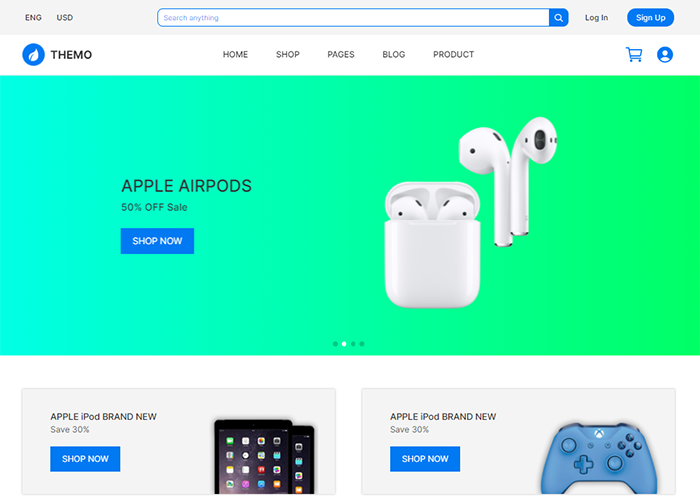 ENG USD Search anything Log In Sign Up
THEMO HOME SHOP PAGES BLOG PRODUCT
APPLE AIRPODS
50% OFF Sale
SHOP NOW
APPLE iPod BRAND NEW
Save 30%
SHOP NOW
APPLE iPod BRAND NEW
Save 30%
SHOP NOW